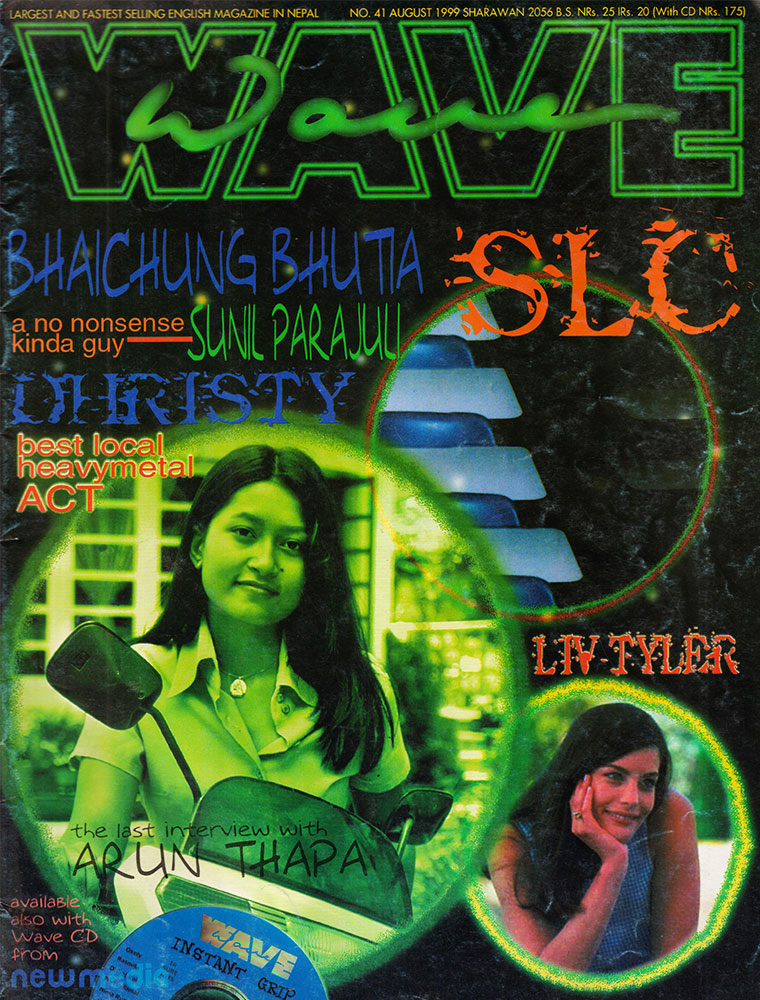 LARGEST AND FASTEST SELLING ENGLISH MAGAZINE IN NEPAL
NO. 41 AUGUST 1999 SHARAWAN 2056 B.S. NRs. 25 IRs. 20 (With CD NRs. 175)
WAVE
Wave
BHAICHUNG BHUTIA
SLC
a no nonsense
kinda guy
SUNIL PARAJULI
DHRISTY
best local
heavymetal
ACT
LIV TYLER
the last interview with
ARUN THAPA
available
also with
Wave CD
from
newmedia
WAVE
INSTANT GRIP